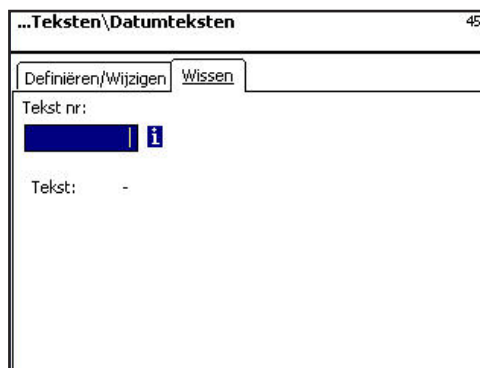 ...Teksten\Datumteksten 45
Definiëren/Wijzigen Wissen
Tekst nr:
i
Tekst: -